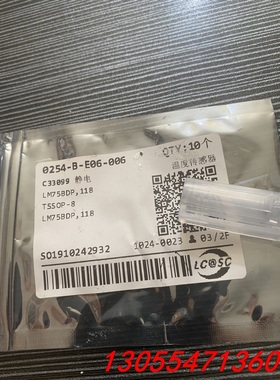 0254-B-E06-006
QTY:10个
C33099 静电
温度传感器
LM75BDP,118
TSSOP-8
LM75BDP,118
SO1910242932
1024-0023 03/2F
LC@SC
13055471360